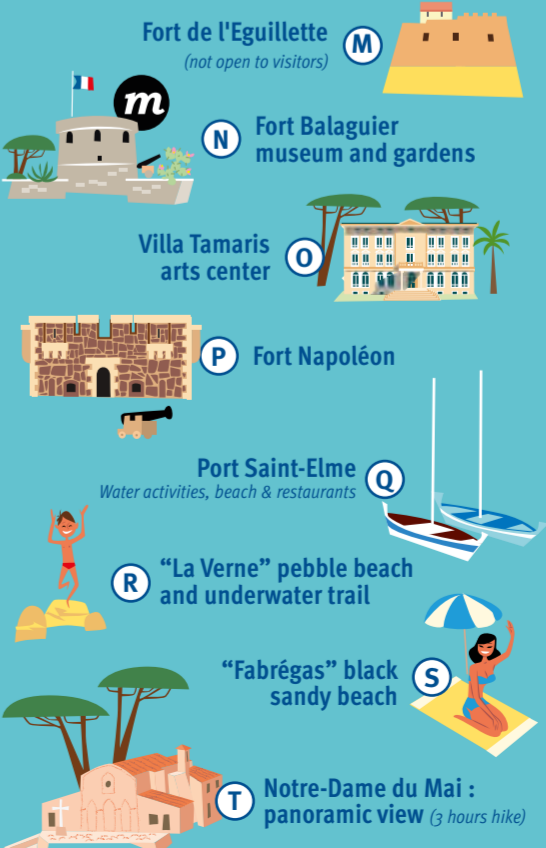 Fort de l'Eguillette
(not open to visitors)
M
m
N
Fort Balaguier
museum and gardens
Villa Tamaris
arts center
O
P
Fort Napoléon
Port Saint-Elme
Water activities, beach & restaurants
Q
R
“La Verne” pebble beach
and underwater trail
“Fabrégas” black
sandy beach
S
T
Notre-Dame du Mai :
panoramic view (3 hours hike)